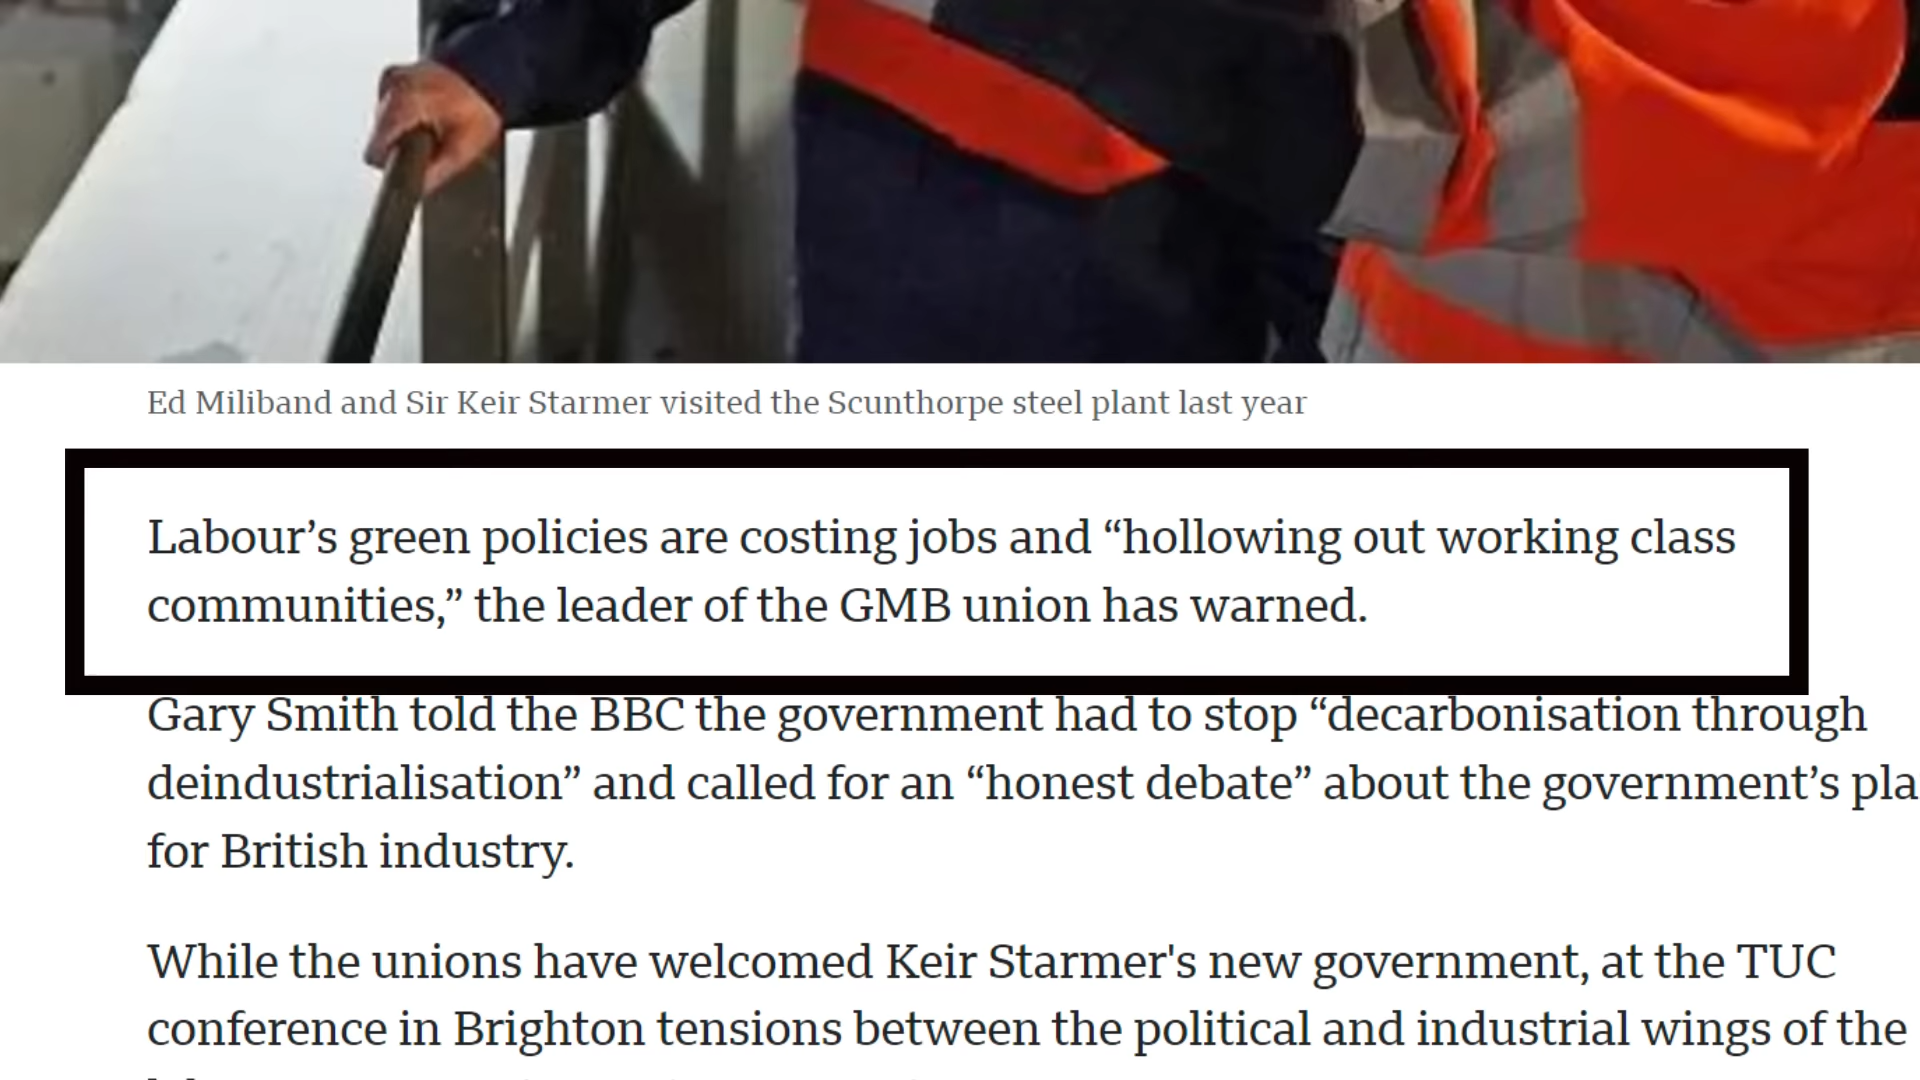 Ed Miliband and Sir Keir Starmer visited the Scunthorpe steel plant last year
Labour’s green policies are costing jobs and “hollowing out working class
communities,” the leader of the GMB union has warned.
Gary Smith told the BBC the government had to stop “decarbonisation through
deindustrialisation” and called for an “honest debate” about the government’s pla
for British industry.
While the unions have welcomed Keir Starmer's new government, at the TUC
conference in Brighton tensions between the political and industrial wings of the